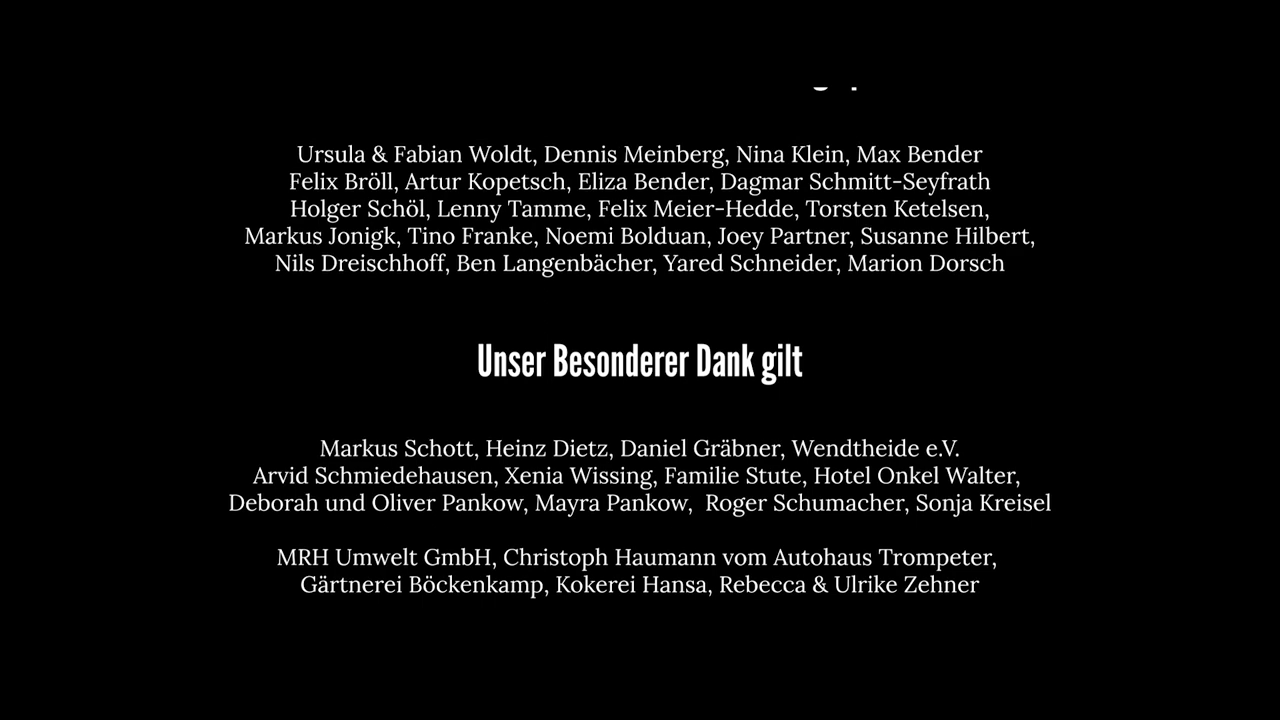 Ursula & Fabian Woldt, Dennis Meinberg, Nina Klein, Max Bender
Felix Bröll, Artur Kopetsch, Eliza Bender, Dagmar Schmitt-Seyfrath
Holger Schöl, Lenny Tamme, Felix Meier-Hedde, Torsten Ketelsen,
Markus Jonigk, Tino Franke, Noemi Bolduan, Joey Partner, Susanne Hilbert,
Nils Dreischhoff, Ben Langenbächer, Yared Schneider, Marion Dorsch
Unser Besonderer Dank gilt
Markus Schott, Heinz Dietz, Daniel Gräbner, Wendtheide e.V.
Arvid Schmiedehausen, Xenia Wissing, Familie Stute, Hotel Onkel Walter,
Deborah und Oliver Pankow, Mayra Pankow,  Roger Schumacher, Sonja Kreisel
MRH Umwelt GmbH, Christoph Haumann vom Autohaus Trompeter,
Gärtnerei Böckenkamp, Kokerei Hansa, Rebecca & Ulrike Zehner